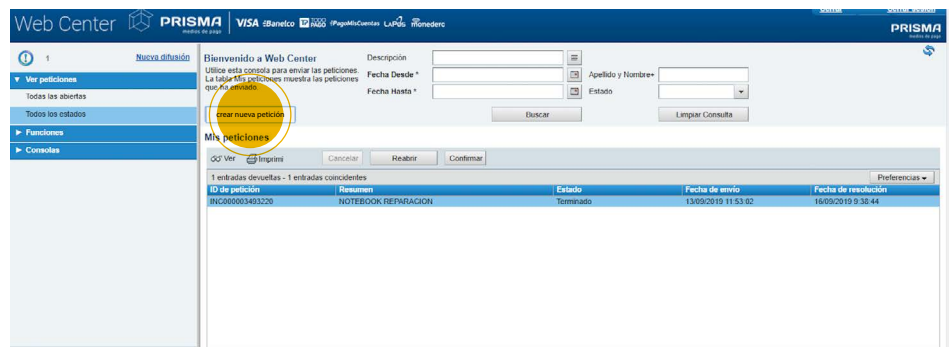 Web Center PRISMA medios de pago VISA Banelco PAGO PagoMisCuentas LAPOS monedero
Cerrar Cerrar sesión
PRISMA
medios de pago
1 Nueva difusión
Ver peticiones
Todas las abiertas
Todos los estados
Funciones
Consolas
Bienvenido a Web Center
Utilice esta consola para enviar las peticiones.
La tabla Mis peticiones muestra las peticiones
que ha enviado.
Descripción
Fecha Desde *
Apellido y Nombre+
Fecha Hasta *
Estado
crear nueva petición
Buscar
Limpiar Consulta
Mis peticiones
Ver Imprimi Cancelar Reabrir Confirmar
1 entradas devueltas - 1 entradas coincidentes
Preferencias
ID de petición Resumen Estado Fecha de envío Fecha de resolución
INC000003493220 NOTEBOOK REPARACION Terminado 13/09/2019 11:53:02 16/09/2019 9:38:44